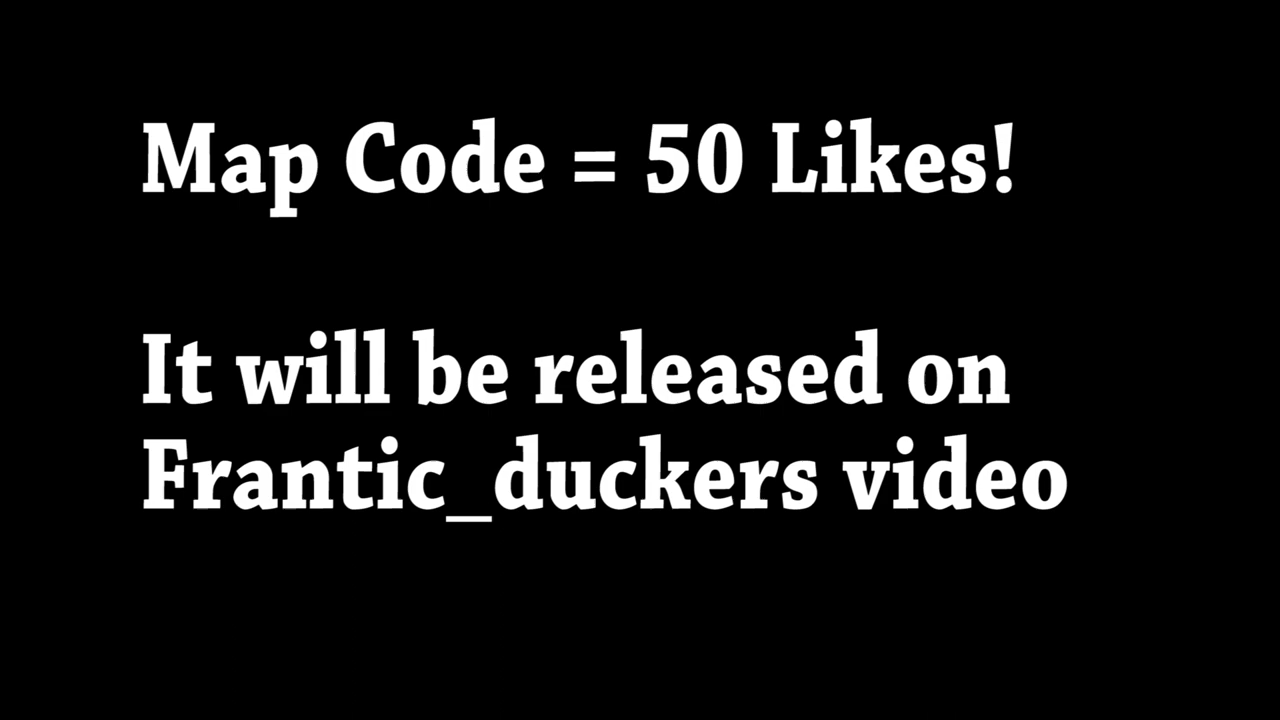 Map Code = 50 Likes!
It will be released on
Frantic_duckers video